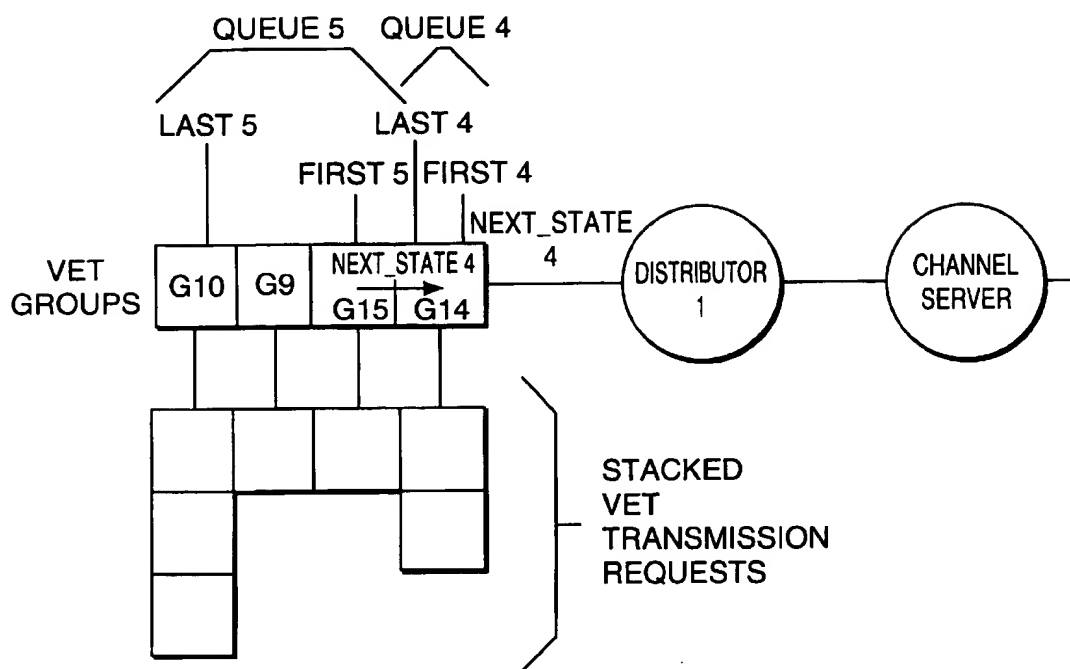 QUEUE 5 QUEUE 4
LAST 5 LAST 4
FIRST 5 FIRST 4
NEXT_STATE
4
VET
GROUPS
G10 G9 NEXT_STATE 4
G15 G14
DISTRIBUTOR
1
CHANNEL
SERVER
STACKED
VET
TRANSMISSION
REQUESTS